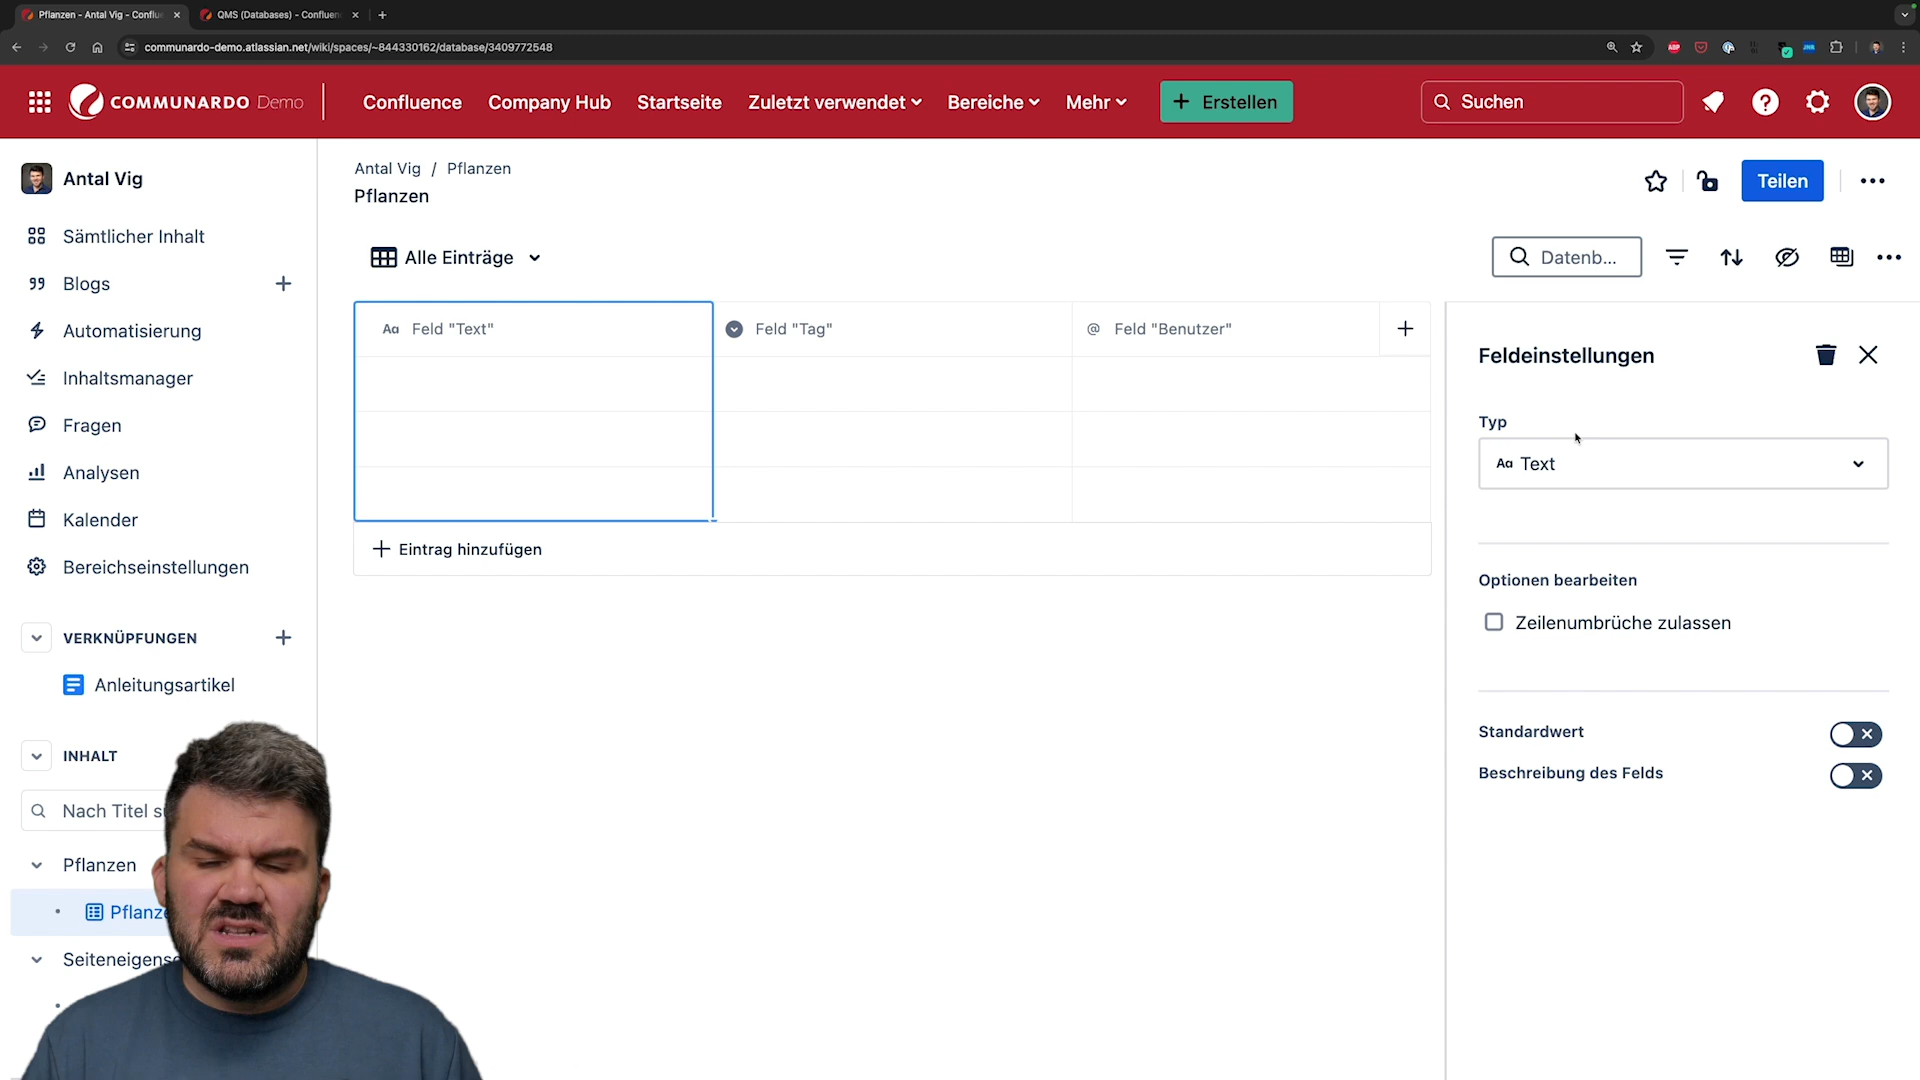 Pflanzen - Antal Vig - Conflu
QMS (Databases) - Confluen
communardo-demo.atlassian.net/wiki/spaces/~844330162/database/3409772548
COMMUNARDO Demo
Confluence
Company Hub
Startseite
Zuletzt verwendet
Bereiche
Mehr
+ Erstellen
Suchen
Antal Vig
Sämtlicher Inhalt
Blogs
Automatisierung
Inhaltsmanager
Fragen
Analysen
Kalender
Bereichseinstellungen
VERKNÜPFUNGEN
Anleitungsartikel
INHALT
Nach Titel s
Pflanzen
Pflanze
Seiteneigens
Antal Vig / Pflanzen
Pflanzen
Teilen
Alle Einträge
Datenb...
Aa Feld "Text"
Feld "Tag"
@ Feld "Benutzer"
+ Eintrag hinzufügen
Feldeinstellungen
Typ
Aa Text
Optionen bearbeiten
Zeilenumbrüche zulassen
Standardwert
Beschreibung des Felds